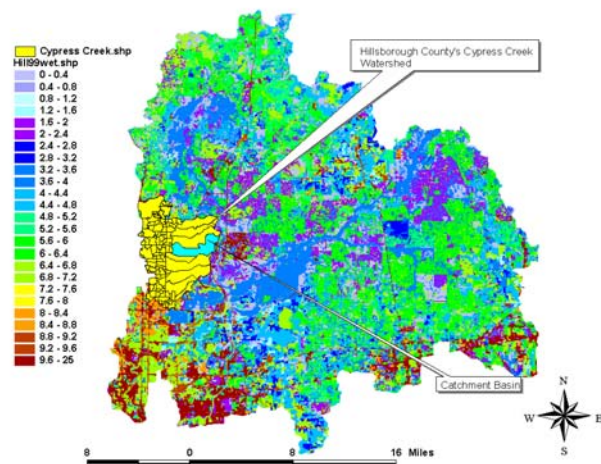 Cypress Creek.shp
Hill99wet.shp
0 - 0.4
0.4 - 0.8
0.8 - 1.2
1.2 - 1.6
1.6 - 2
2 - 2.4
2.4 - 2.8
2.8 - 3.2
3.2 - 3.6
3.6 - 4
4 - 4.4
4.4 - 4.8
4.8 - 5.2
5.2 - 5.6
5.6 - 6
6 - 6.4
6.4 - 6.8
6.8 - 7.2
7.2 - 7.6
7.6 - 8
8 - 8.4
8.4 - 8.8
8.8 - 9.2
9.2 - 9.6
9.6 - 25
Hillsborough County's Cypress Creek
Watershed
Catchment Basin
N
W E
S
8 0 8 16 Miles